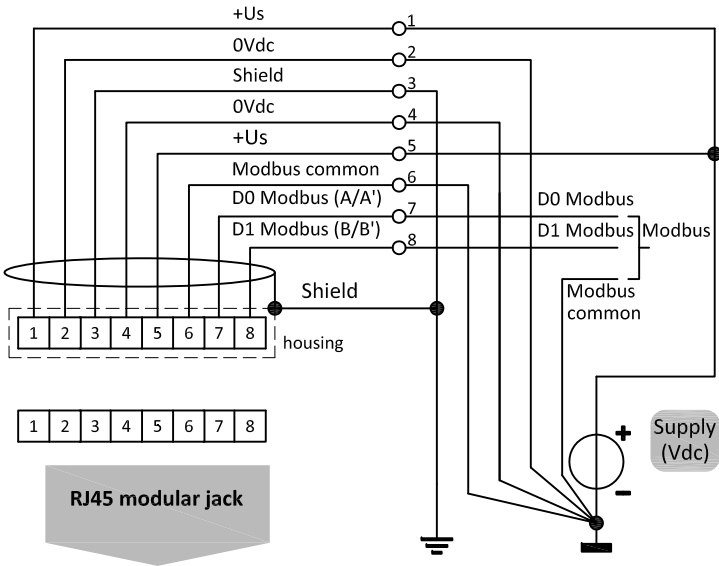 +Us 1
0Vdc 2
Shield 3
0Vdc 4
+Us 5
Modbus common 6
D0 Modbus (A/A') 7
D0 Modbus
D1 Modbus (B/B') 8
D1 Modbus
Modbus
Modbus
common
Shield
1 2 3 4 5 6 7 8
housing
1 2 3 4 5 6 7 8
RJ45 modular jack
+
Supply
(Vdc)
–